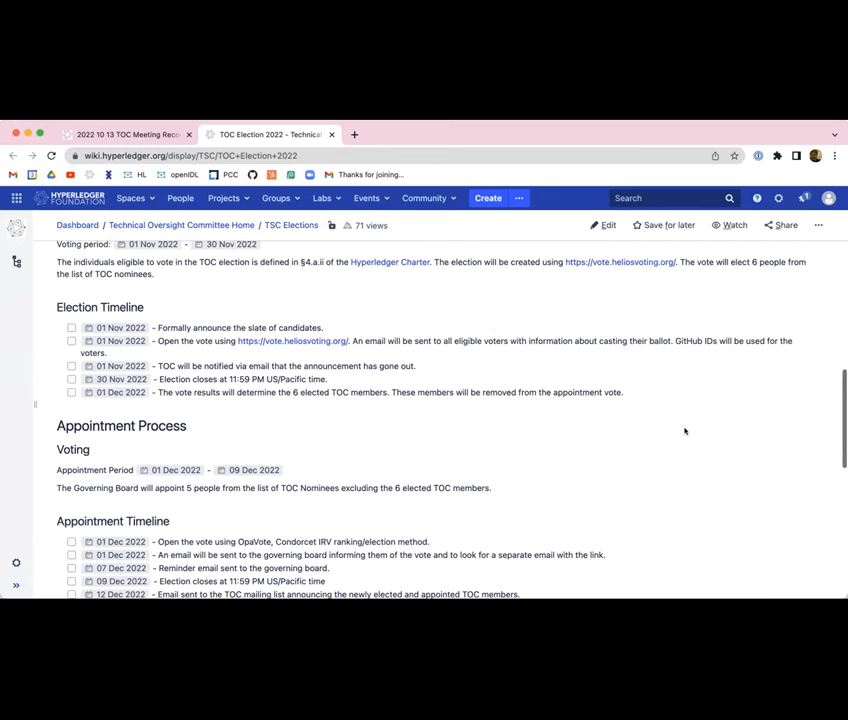 2022 10 13 TOC Meeting Reco
TOC Election 2022 - Technical
wiki.hyperledger.org/display/TSC/TOC+Election+2022
HL openIDL PCC Thanks for joining...
HYPERLEDGER FOUNDATION Spaces People Projects Groups Labs Events Community Create Search
Dashboard / Technical Oversight Committee Home / TSC Elections 71 views Edit Save for later Watch Share
Voting period: 01 Nov 2022 - 30 Nov 2022
The individuals eligible to vote in the TOC election is defined in §4.a.ii of the Hyperledger Charter. The election will be created using https://vote.heliosvoting.org/. The vote will elect 6 people from
the list of TOC nominees.
Election Timeline
01 Nov 2022 - Formally announce the slate of candidates.
01 Nov 2022 - Open the vote using https://vote.heliosvoting.org/. An email will be sent to all eligible voters with information about casting their ballot. GitHub IDs will be used for the
voters.
01 Nov 2022 - TOC will be notified via email that the announcement has gone out.
30 Nov 2022 - Election closes at 11:59 PM US/Pacific time.
01 Dec 2022 - The vote results will determine the 6 elected TOC members. These members will be removed from the appointment vote.
Appointment Process
Voting
Appointment Period 01 Dec 2022 - 09 Dec 2022
The Governing Board will appoint 5 people from the list of TOC Nominees excluding the 6 elected TOC members.
Appointment Timeline
01 Dec 2022 - Open the vote using OpaVote, Condorcet IRV ranking/election method.
01 Dec 2022 - An email will be sent to the governing board informing them of the vote and to look for a separate email with the link.
07 Dec 2022 - Reminder email sent to the governing board.
09 Dec 2022 - Election closes at 11:59 PM US/Pacific time
12 Dec 2022 - Email sent to the TOC mailing list announcing the newly elected and appointed TOC members.